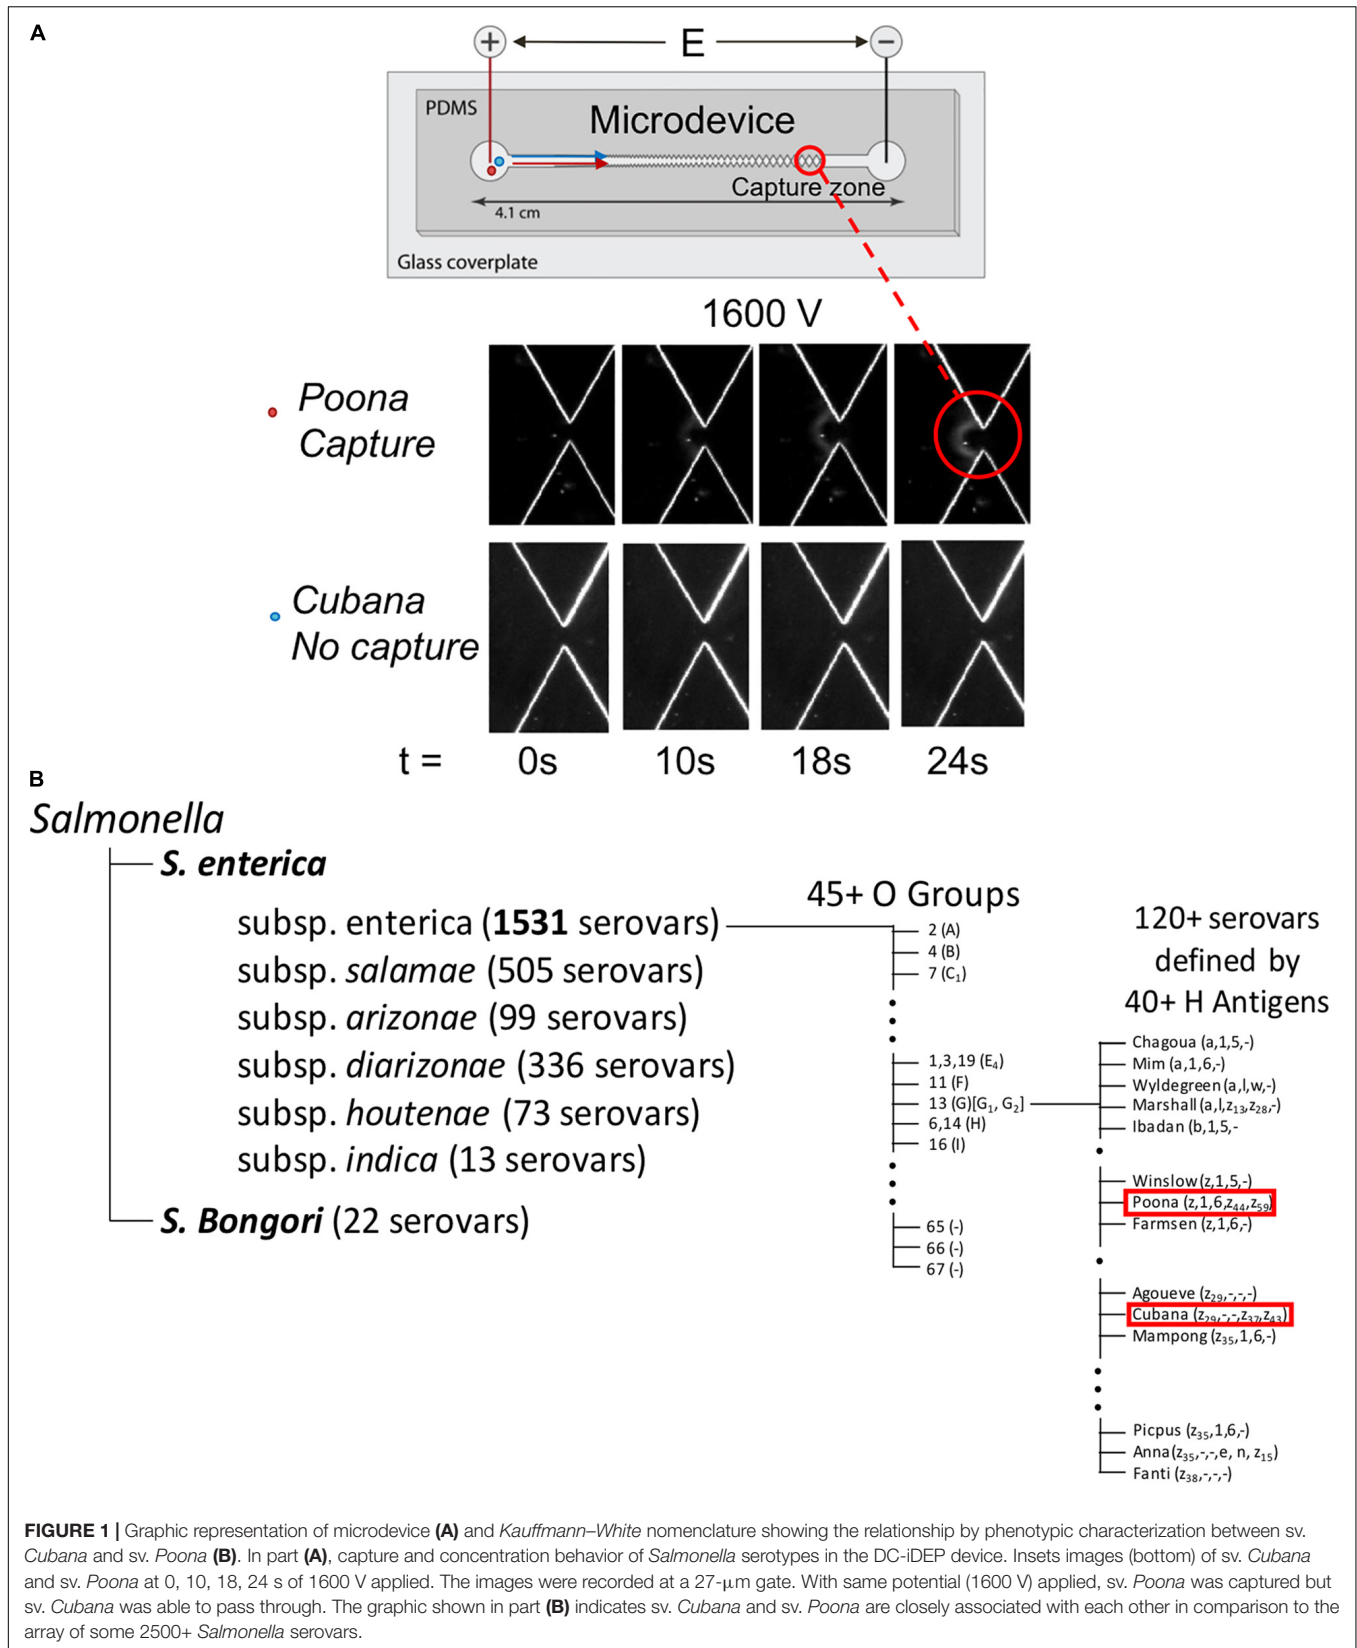 A
+ E −
PDMS
Microdevice
Capture zone
4.1 cm
Glass coverplate
1600 V
Poona
Capture
Cubana
No capture
t = 0s 10s 18s 24s
B
Salmonella
S. enterica
subsp. enterica (1531 serovars)
subsp. salamae (505 serovars)
subsp. arizonae (99 serovars)
subsp. diarizonae (336 serovars)
subsp. houtenae (73 serovars)
subsp. indica (13 serovars)
S. Bongori (22 serovars)
45+ O Groups
2 (A)
4 (B)
7 (C₁)
1,3,19 (E₄)
11 (F)
13 (G)[G₁, G₂]
6,14 (H)
16 (I)
65 (-)
66 (-)
67 (-)
120+ serovars
defined by
40+ H Antigens
Chagoua (a,1,5,-)
Mim (a,1,6,-)
Wyldegreen (a,l,w,-)
Marshall (a,l,z₁₃,z₂₈,-)
Ibadan (b,1,5,-
Winslow (z,1,5,-)
Poona (z,1,6,z₄₄,z₅₉)
Farmsen (z,1,6,-)
Agoueve (z₂₉,-,-,-)
Cubana (z₂₉,-,-,z₃₇,z₄₃)
Mampong (z₃₅,1,6,-)
Picpus (z₃₅,1,6,-)
Anna(z₃₅,-,-,e, n, z₁₅)
Fanti (z₃₈,-,-,-)
FIGURE 1 | Graphic representation of microdevice (A) and Kauffmann–White nomenclature showing the relationship by phenotypic characterization between sv.
Cubana and sv. Poona (B). In part (A), capture and concentration behavior of Salmonella serotypes in the DC-iDEP device. Insets images (bottom) of sv. Cubana
and sv. Poona at 0, 10, 18, 24 s of 1600 V applied. The images were recorded at a 27-μm gate. With same potential (1600 V) applied, sv. Poona was captured but
sv. Cubana was able to pass through. The graphic shown in part (B) indicates sv. Cubana and sv. Poona are closely associated with each other in comparison to the
array of some 2500+ Salmonella serovars.